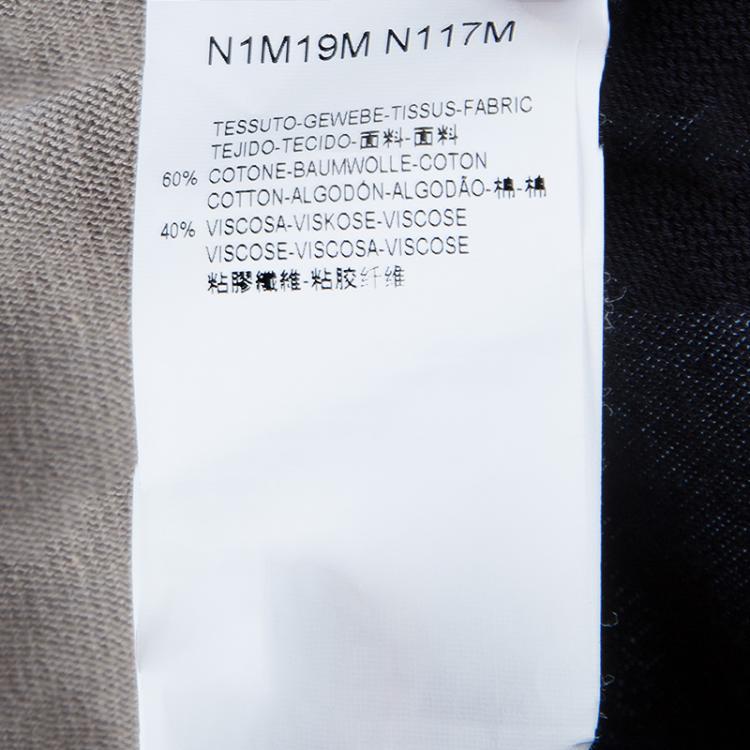 N1M19M N117M
TESSUTO-GEWEBE-TISSUS-FABRIC
TEJIDO-TECIDO-面料-面料
60% COTONE-BAUMWOLLE-COTON
COTTON-ALGODÓN-ALGODÃO-棉-棉
40% VISCOSA-VISKOSE-VISCOSE
VISCOSE-VISCOSA-VISCOSE
粘膠纖維-粘胶纤维